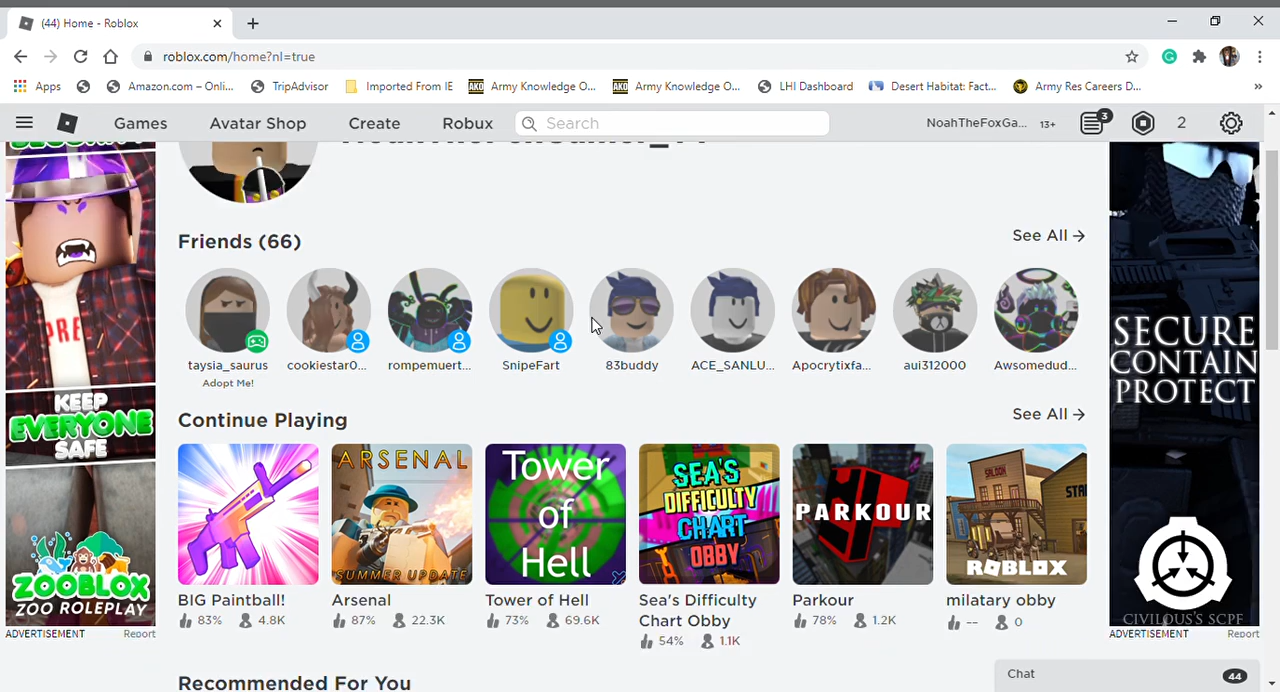 (44) Home - Roblox
roblox.com/home?nl=true
Apps Amazon.com – Onli... TripAdvisor Imported From IE AKO Army Knowledge O... AKO Army Knowledge O... LHI Dashboard Desert Habitat: Fact... Army Res Careers D... »
Games Avatar Shop Create Robux Search NoahTheFoxGa... 13+ 3 2
Friends (66) See All →
taysia_saurus cookiestar0... rompemuert... SnipeFart 83buddy ACE_SANLU... Apocrytixfa... aui312000 Awsomedud...
Adopt Me!
Continue Playing See All →
ARSENAL
SUMMER UPDATE
Tower
of
Hell
SEA'S
DIFFICULTY
CHART
OBBY
PARKOUR
SALOON
ROBLOX
BIG Paintball! Arsenal Tower of Hell Sea's Difficulty Parkour milatary obby
Chart Obby
83% 4.8K 87% 22.3K 73% 69.6K 54% 1.1K 78% 1.2K -- 0
KEEP
EVERYONE
SAFE
ZOOBLOX
ZOO ROLEPLAY
ADVERTISEMENT Report
SECURE
CONTAIN
PROTECT
CIVILOUS'S SCPF
ADVERTISEMENT Report
Recommended For You
Chat 44